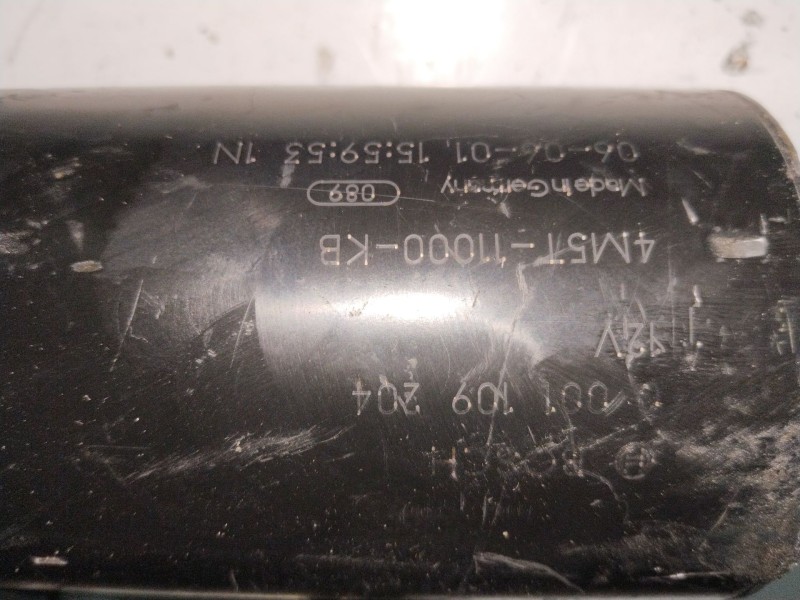 BOSCH
0 001 109 204
12V
4M5T-11000-KB
Made in Germany 089
06-06-01, 15:59:53 1N